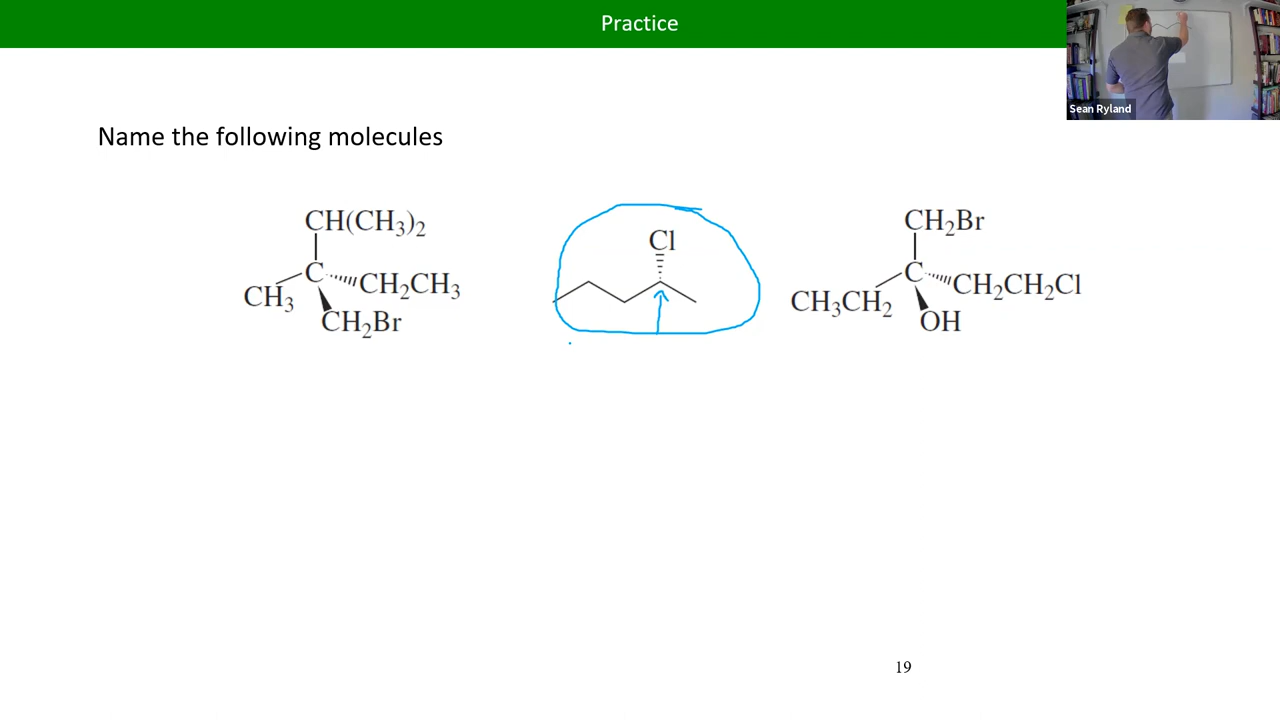 Practice
Sean Ryland
Name the following molecules
CH(CH₃)₂
C
CH₂CH₃
CH₃
CH₂Br
Cl
CH₂Br
C
CH₂CH₂Cl
CH₃CH₂
OH
19